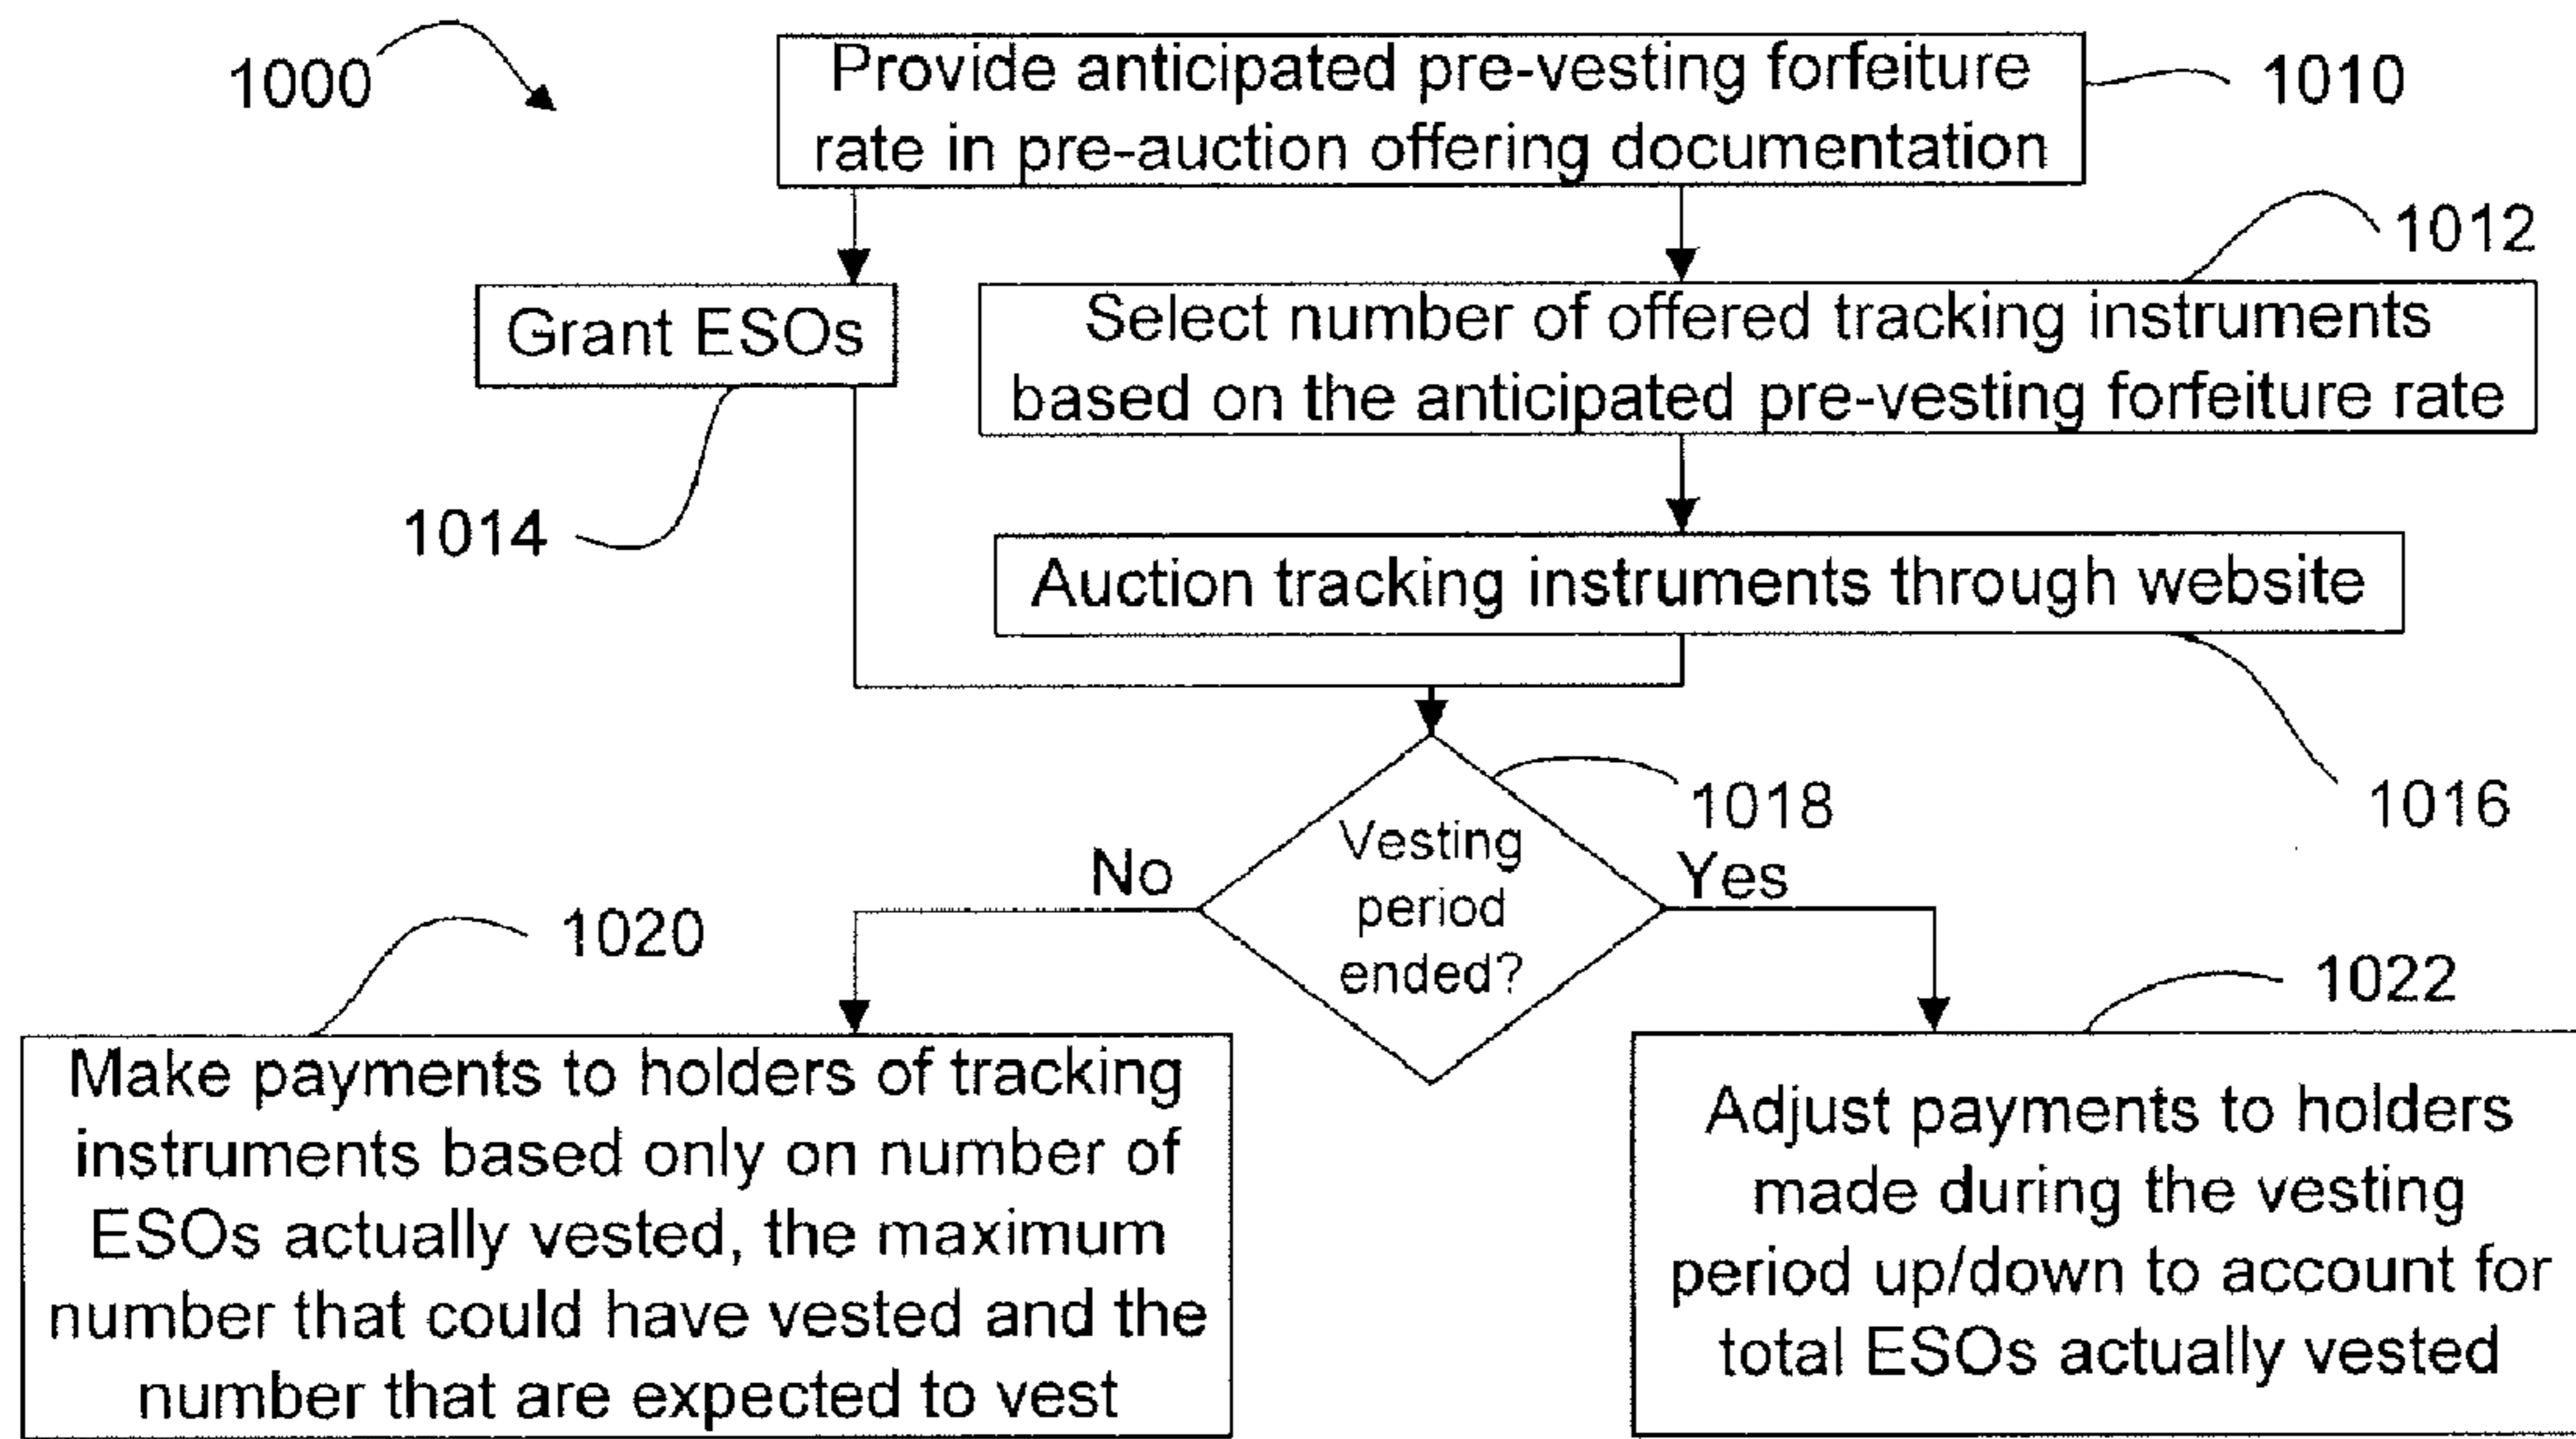 1000
Provide anticipated pre-vesting forfeiture
rate in pre-auction offering documentation
1010
1012
Grant ESOs
Select number of offered tracking instruments
based on the anticipated pre-vesting forfeiture rate
1014
Auction tracking instruments through website
1016
1018
Vesting
period
ended?
No
Yes
1020
Make payments to holders of tracking
instruments based only on number of
ESOs actually vested, the maximum
number that could have vested and the
number that are expected to vest
1022
Adjust payments to holders
made during the vesting
period up/down to account for
total ESOs actually vested